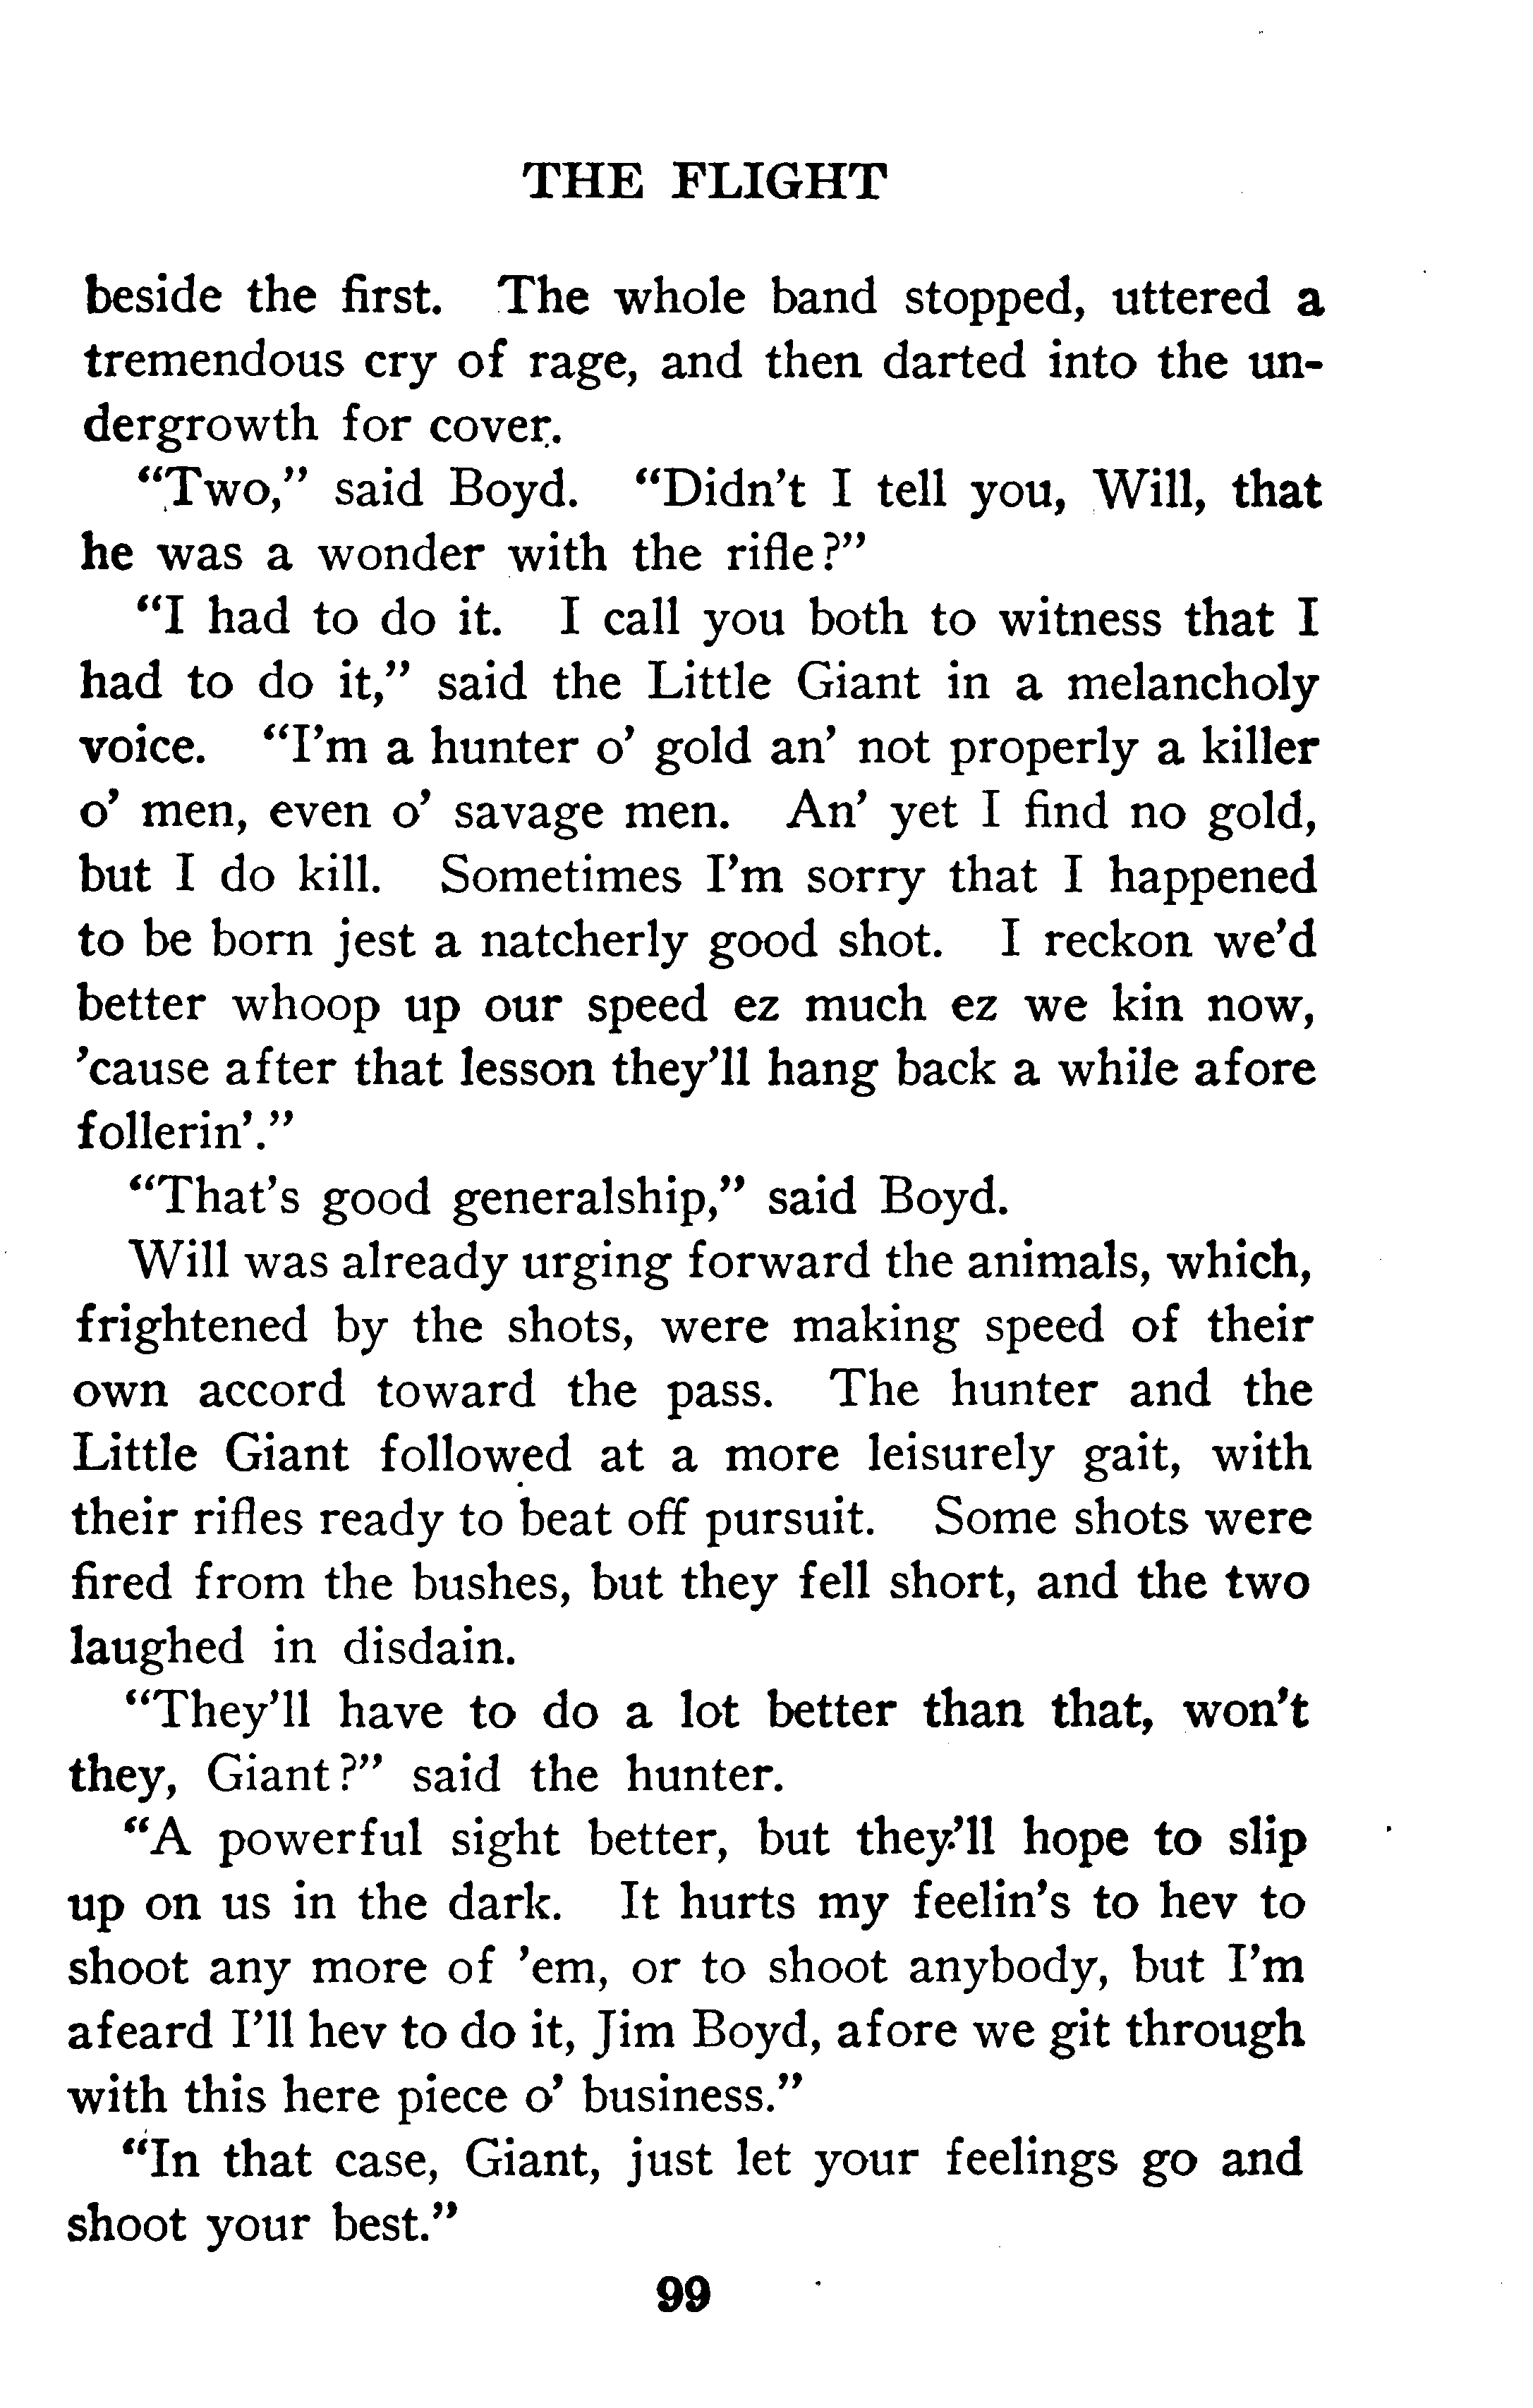 THE FLIGHT
beside the first. The whole band stopped, uttered a
tremendous cry of rage, and then darted into the un-
dergrowth for cover.
“Two,” said Boyd. “Didn’t I tell you, Will, that
he was a wonder with the rifle?”
“I had to do it. I call you both to witness that I
had to do it,” said the Little Giant in a melancholy
voice. “I’m a hunter o’ gold an’ not properly a killer
o’ men, even o’ savage men. An’ yet I find no gold,
but I do kill. Sometimes I’m sorry that I happened
to be born jest a natcherly good shot. I reckon we’d
better whoop up our speed ez much ez we kin now,
’cause after that lesson they’ll hang back a while afore
follerin’.”
“That’s good generalship,” said Boyd.
Will was already urging forward the animals, which,
frightened by the shots, were making speed of their
own accord toward the pass. The hunter and the
Little Giant followed at a more leisurely gait, with
their rifles ready to beat off pursuit. Some shots were
fired from the bushes, but they fell short, and the two
laughed in disdain.
“They’ll have to do a lot better than that, won’t
they, Giant?” said the hunter.
“A powerful sight better, but they’ll hope to slip
up on us in the dark. It hurts my feelin’s to hev to
shoot any more of ’em, or to shoot anybody, but I’m
afeard I’ll hev to do it, Jim Boyd, afore we git through
with this here piece o’ business.”
“In that case, Giant, just let your feelings go and
shoot your best.”
99